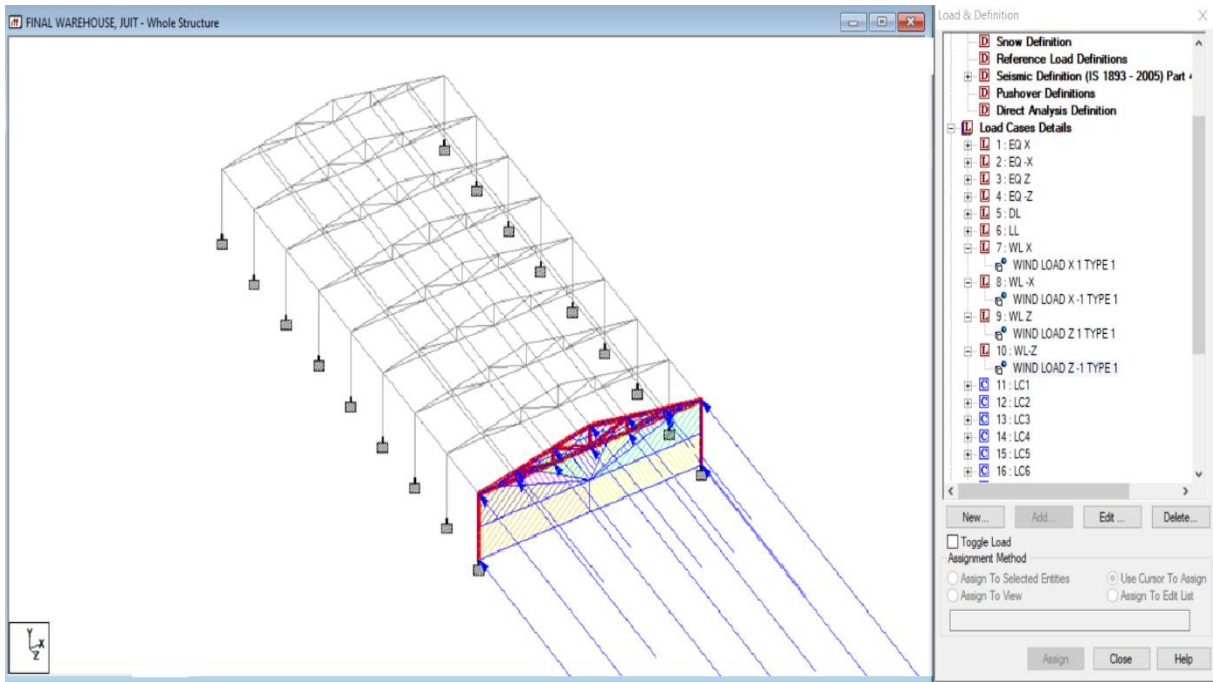 FINAL WAREHOUSE, JUIT - Whole Structure
Y
X
Z
Load & Definition
Snow Definition
Reference Load Definitions
Seismic Definition (IS 1893 - 2005) Part 4
Pushover Definitions
Direct Analysis Definition
Load Cases Details
1 : EQ X
2 : EQ -X
3 : EQ Z
4 : EQ -Z
5 : DL
6 : LL
7 : WL X
WIND LOAD X 1 TYPE 1
8 : WL -X
WIND LOAD X -1 TYPE 1
9 : WL Z
WIND LOAD Z 1 TYPE 1
10 : WL-Z
WIND LOAD Z -1 TYPE 1
11 : LC1
12 : LC2
13 : LC3
14 : LC4
15 : LC5
16 : LC6
New... Add... Edit ... Delete...
Toggle Load
Assignment Method
Assign To Selected Entities Use Cursor To Assign
Assign To View Assign To Edit List
Assign Close Help